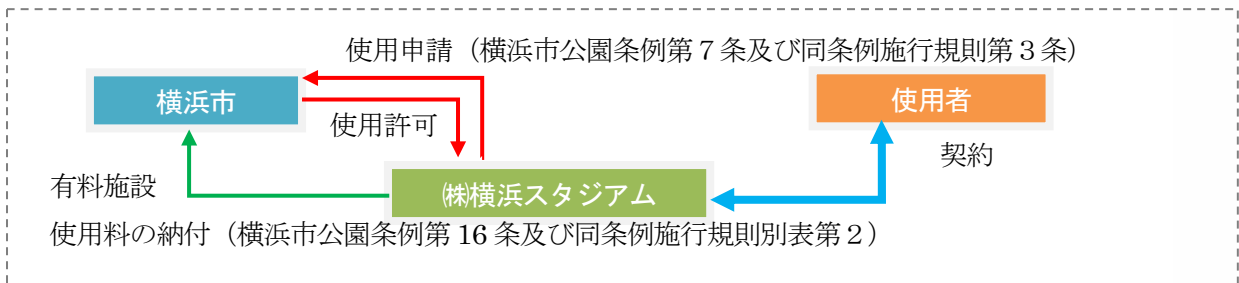 使用申請（横浜市公園条例第７条及び同条例施行規則第３条）
横浜市
使用者
使用許可
契約
有料施設
㈱横浜スタジアム
使用料の納付（横浜市公園条例第 16 条及び同条例施行規則別表第２）